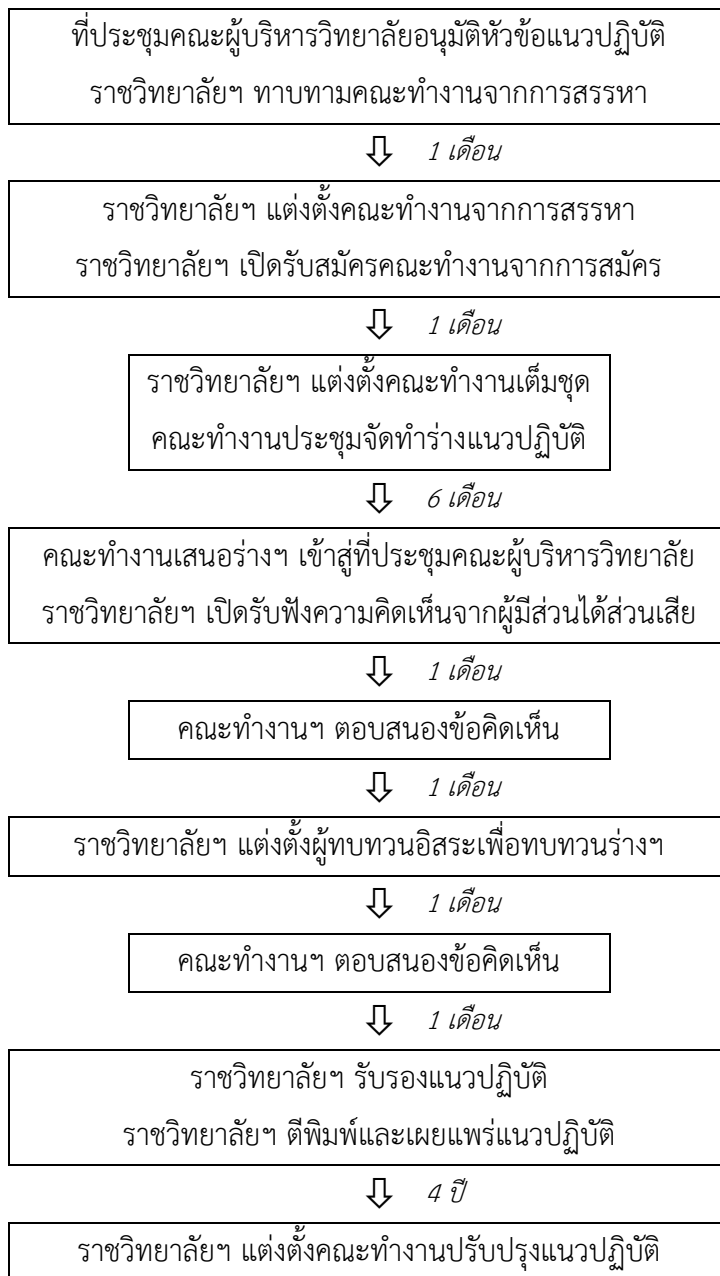 ที่ประชุมคณะผู้บริหารวิทยาลัยอนุมัติหัวข้อแนวปฏิบัติ
ราชวิทยาลัยฯ ทาบทามคณะทำงานจากการสรรหา
1 เดือน
ราชวิทยาลัยฯ แต่งตั้งคณะทำงานจากการสรรหา
ราชวิทยาลัยฯ เปิดรับสมัครคณะทำงานจากการสมัคร
1 เดือน
ราชวิทยาลัยฯ แต่งตั้งคณะทำงานเต็มชุด
คณะทำงานประชุมจัดทำร่างแนวปฏิบัติ
6 เดือน
คณะทำงานเสนอร่างฯ เข้าสู่ที่ประชุมคณะผู้บริหารวิทยาลัย
ราชวิทยาลัยฯ เปิดรับฟังความคิดเห็นจากผู้มีส่วนได้ส่วนเสีย
1 เดือน
คณะทำงานฯ ตอบสนองข้อคิดเห็น
1 เดือน
ราชวิทยาลัยฯ แต่งตั้งผู้ทบทวนอิสระเพื่อทบทวนร่างฯ
1 เดือน
คณะทำงานฯ ตอบสนองข้อคิดเห็น
1 เดือน
ราชวิทยาลัยฯ รับรองแนวปฏิบัติ
ราชวิทยาลัยฯ ตีพิมพ์และเผยแพร่แนวปฏิบัติ
4 ปี
ราชวิทยาลัยฯ แต่งตั้งคณะทำงานปรับปรุงแนวปฏิบัติ